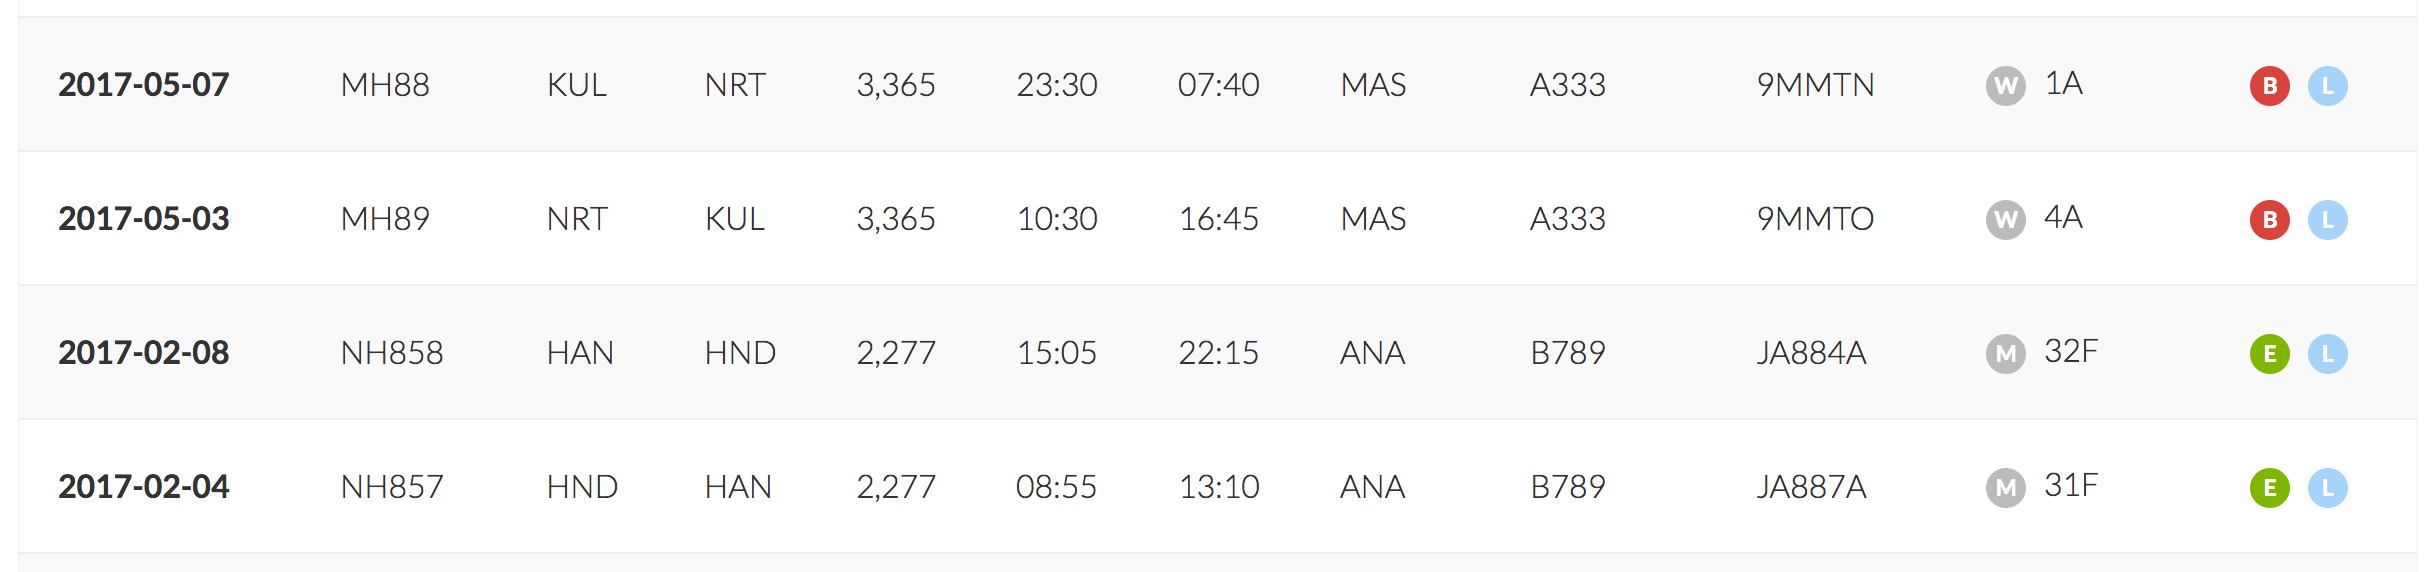 2017-05-07 MH88 KUL NRT 3,365 23:30 07:40 MAS A333 9MMTN W 1A B L
2017-05-03 MH89 NRT KUL 3,365 10:30 16:45 MAS A333 9MMTO W 4A B L
2017-02-08 NH858 HAN HND 2,277 15:05 22:15 ANA B789 JA884A M 32F E L
2017-02-04 NH857 HND HAN 2,277 08:55 13:10 ANA B789 JA887A M 31F E L